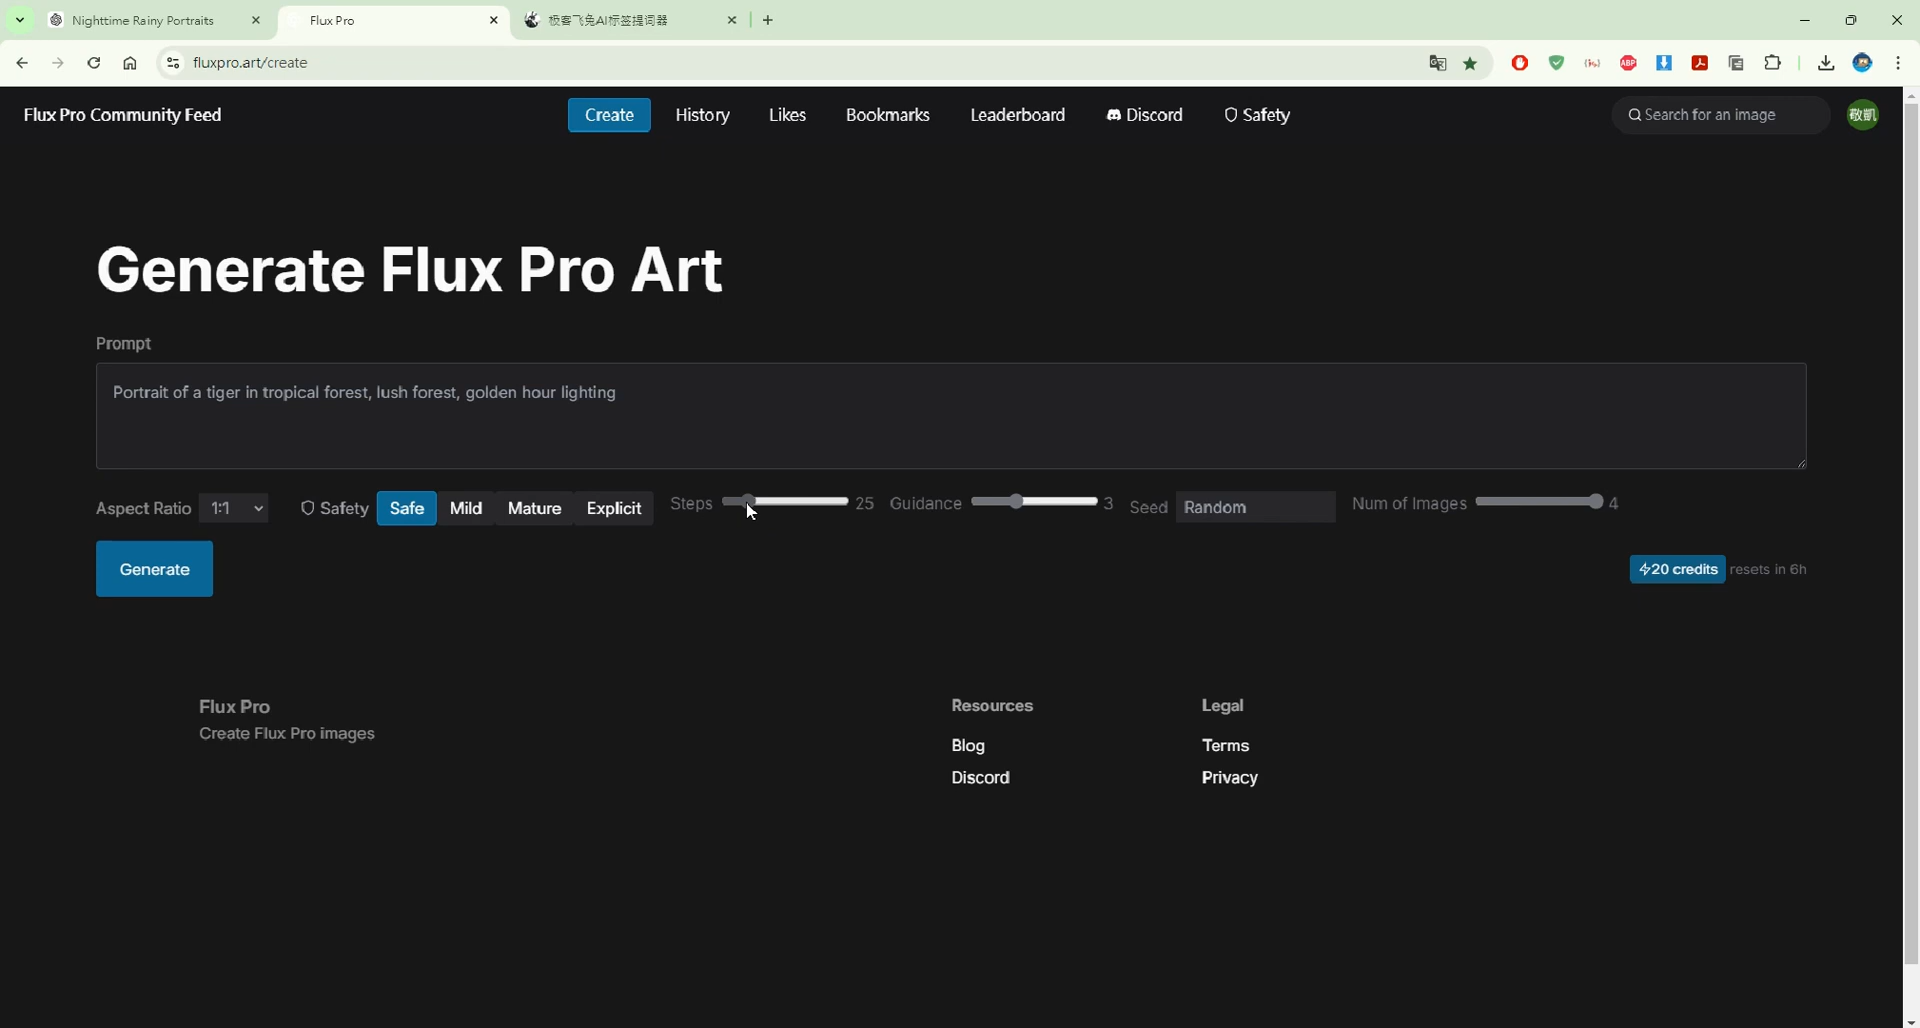 Nighttime Rainy Portraits
Flux Pro
极客飞兔AI标签提词器
fluxpro.art/create
ABP
Flux Pro Community Feed
Create
History
Likes
Bookmarks
Leaderboard
Discord
Safety
Search for an image
敬凱
Generate Flux Pro Art
Prompt
Portrait of a tiger in tropical forest, lush forest, golden hour lighting
Aspect Ratio 1:1 Safety Safe Mild Mature Explicit Steps 25 Guidance 3 Seed Random Num of Images 4
Generate
20 credits resets in 6h
Flux Pro
Create Flux Pro images
Resources
Blog
Discord
Legal
Terms
Privacy